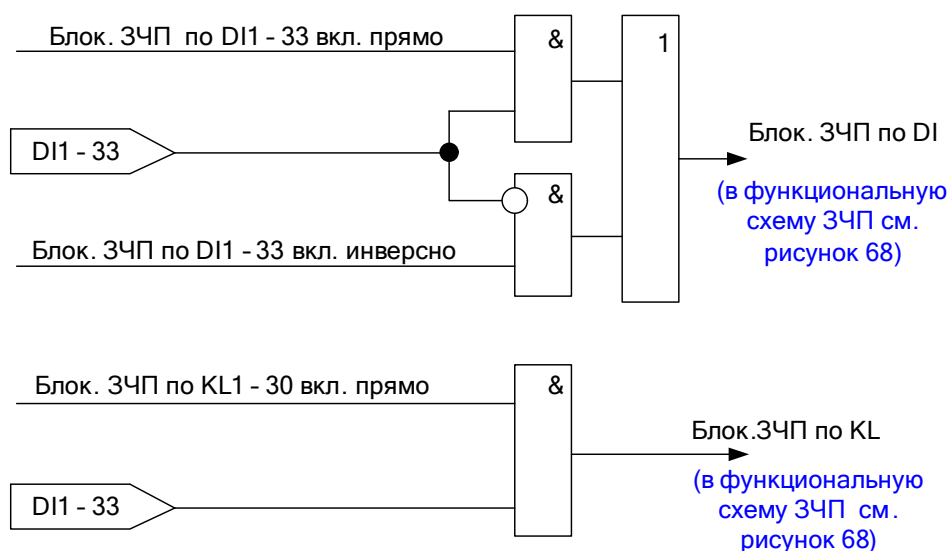 Блок. ЗЧП по DI1 - 33 вкл. прямо
&
1
DI1 - 33
Блок. ЗЧП по DI
(в функциональную
схему ЗЧП см.
рисунок 68)
&
Блок. ЗЧП по DI1 - 33 вкл. инверсно
Блок. ЗЧП по KL1 - 30 вкл. прямо
&
Блок.ЗЧП по KL
(в функциональную
схему ЗЧП см.
рисунок 68)
DI1 - 33